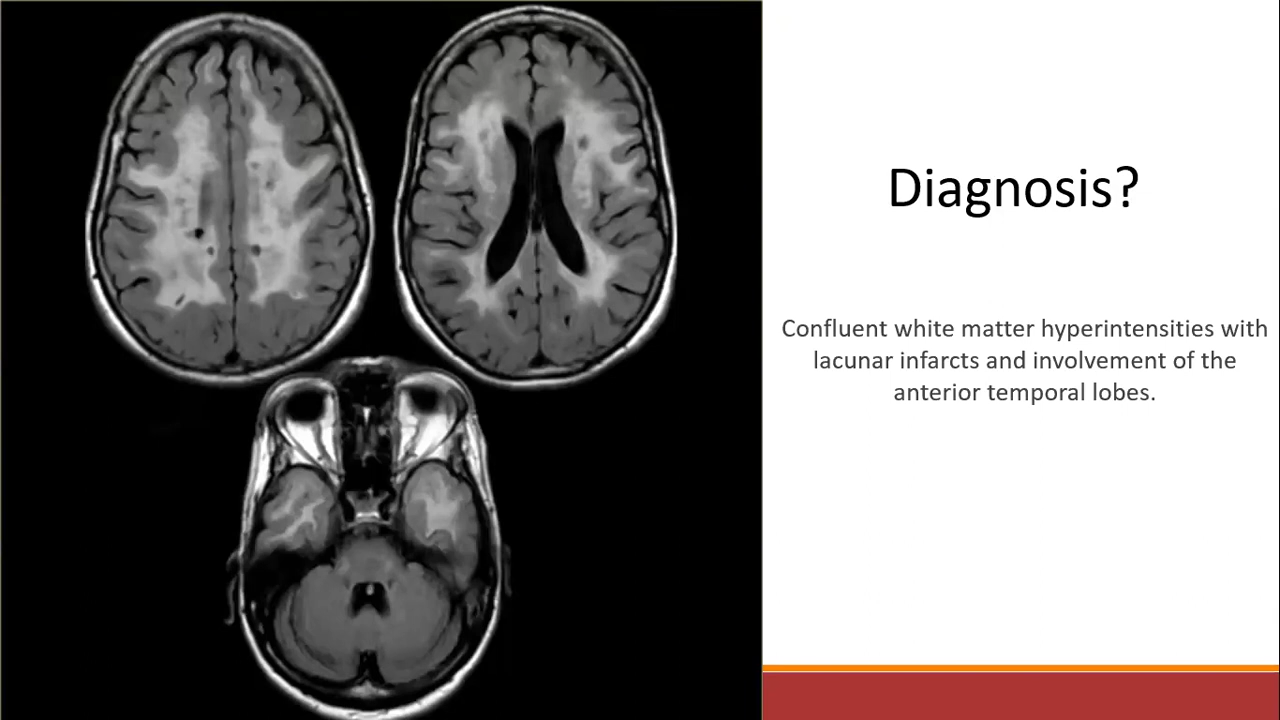 Diagnosis?
Confluent white matter hyperintensities with
lacunar infarcts and involvement of the
anterior temporal lobes.